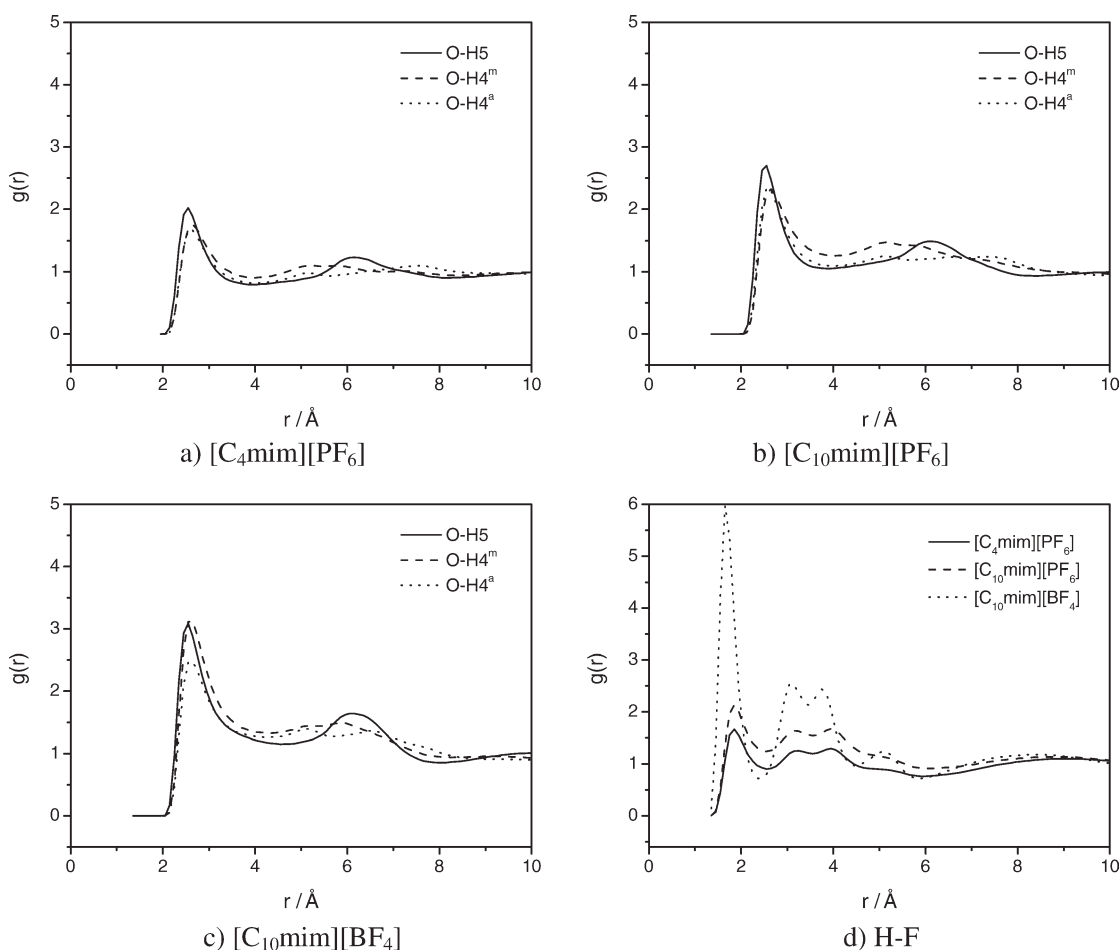 5
4
3
2
1
0
g(r)
O-H5
O-H4ᵐ
O-H4ᵃ
0 2 4 6 8 10
r / Å
a) [C₄mim][PF₆]
5
4
3
2
1
0
g(r)
O-H5
O-H4ᵐ
O-H4ᵃ
0 2 4 6 8 10
r / Å
b) [C₁₀mim][PF₆]
5
4
3
2
1
0
g(r)
O-H5
O-H4ᵐ
O-H4ᵃ
0 2 4 6 8 10
r / Å
c) [C₁₀mim][BF₄]
6
5
4
3
2
1
0
g(r)
[C₄mim][PF₆]
[C₁₀mim][PF₆]
[C₁₀mim][BF₄]
0 2 4 6 8 10
r / Å
d) H-F